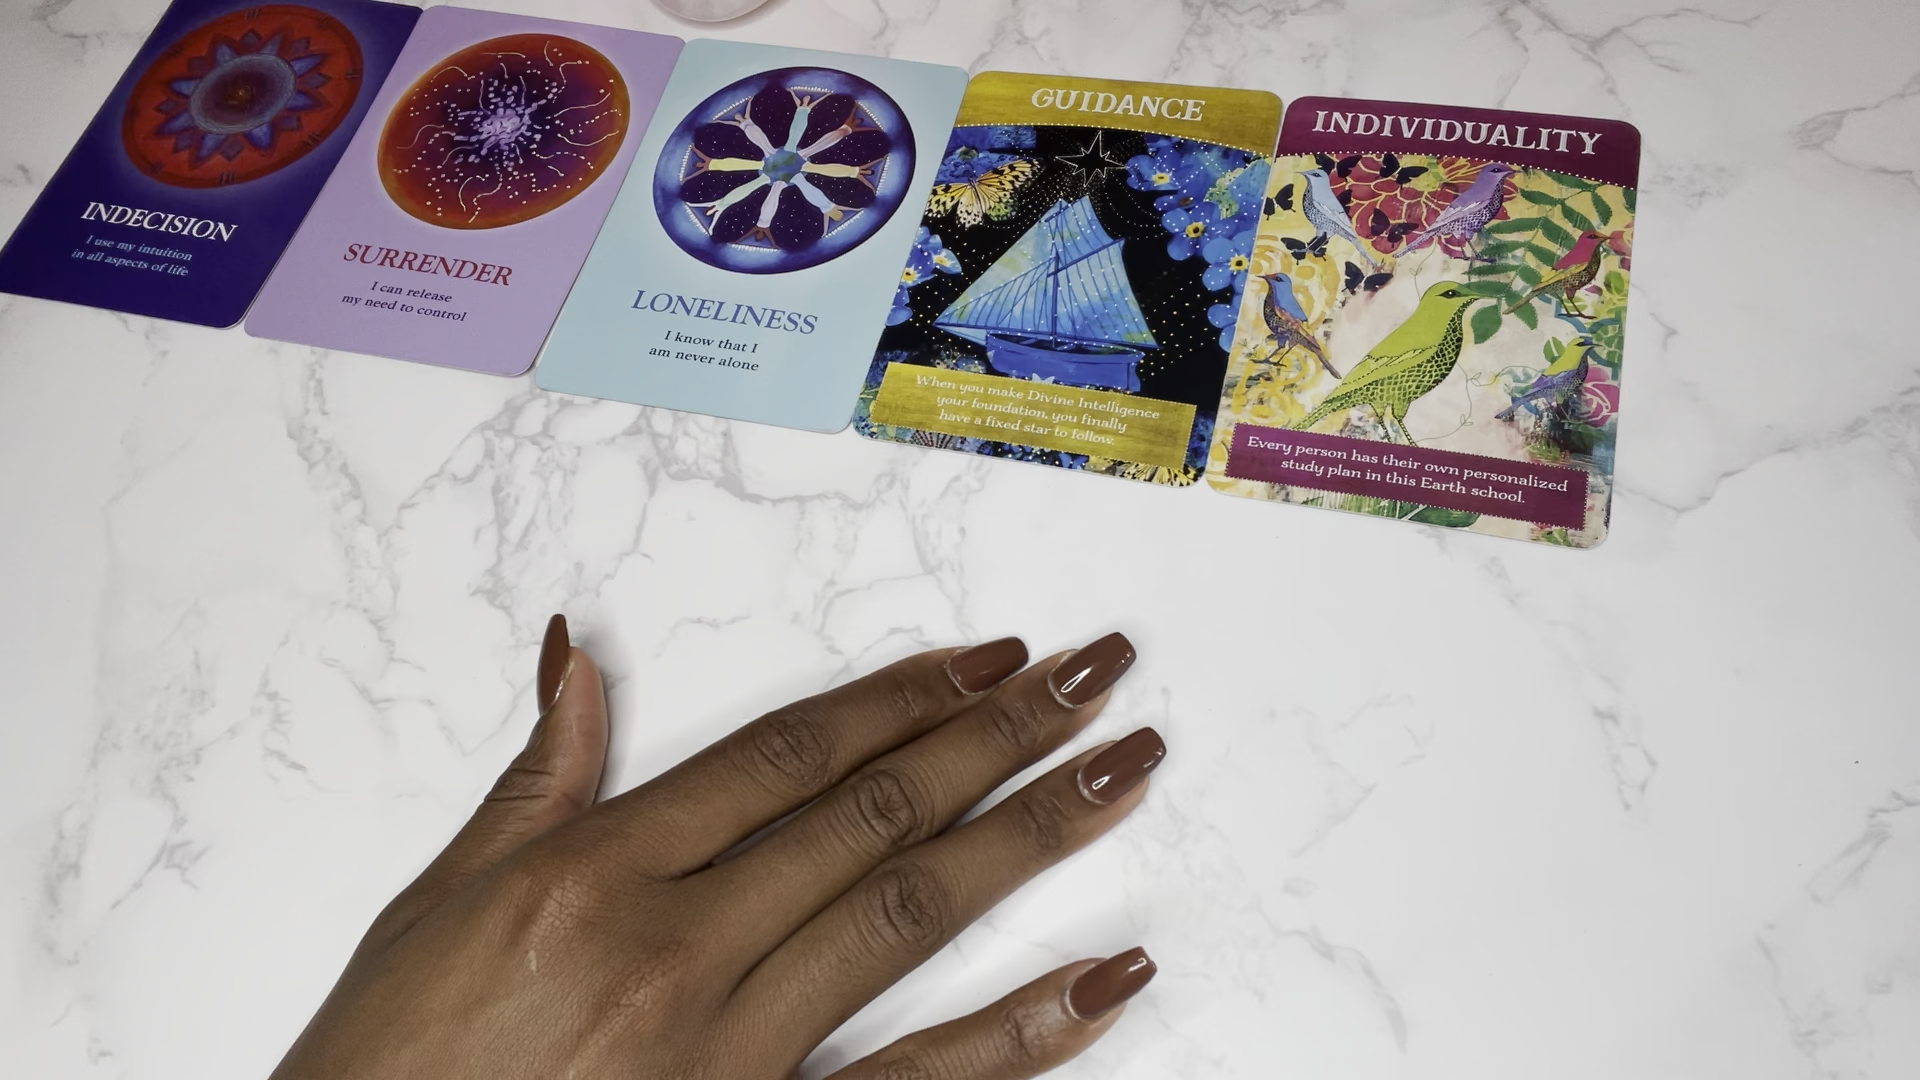 INDECISION
I use my intuition
in all aspects of life
SURRENDER
I can release
my need to control
LONELINESS
I know that I
am never alone
GUIDANCE
When you make Divine Intelligence
your foundation, you finally
have a fixed star to follow.
INDIVIDUALITY
Every person has their own personalized
study plan in this Earth school.